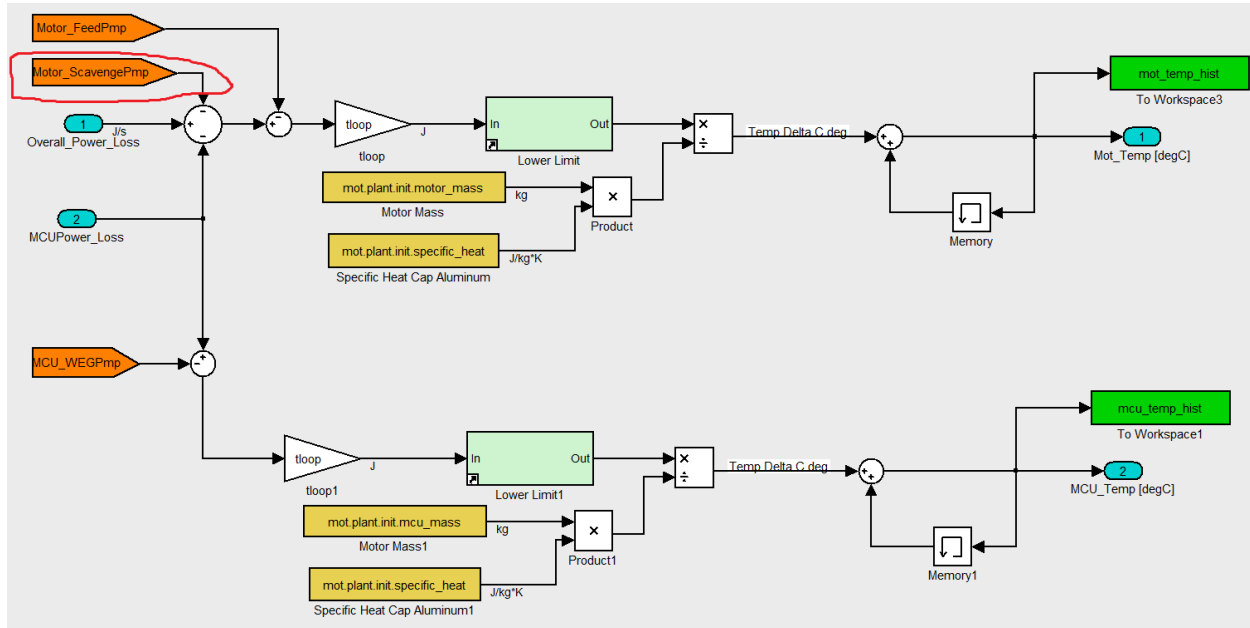 Motor_FeedPmp
Motor_ScavengePmp
1
J/s
Overall_Power_Loss
2
MCUPower_Loss
tloop
tloop
J
In
Out
Lower Limit
mot.plant.init.motor_mass
kg
Motor Mass
mot.plant.init.specific_heat
J/kg*K
Specific Heat Cap Aluminum
×
Product
×
÷
Temp Delta C deg
mot_temp_hist
To Workspace3
1
Mot_Temp [degC]
Memory
MCU_WEGPmp
tloop
tloop1
J
In
Out
Lower Limit1
mot.plant.init.mcu_mass
kg
Motor Mass1
mot.plant.init.specific_heat
J/kg*K
Specific Heat Cap Aluminum1
×
Product1
×
÷
Temp Delta C deg
mcu_temp_hist
To Workspace1
2
MCU_Temp [degC]
Memory1